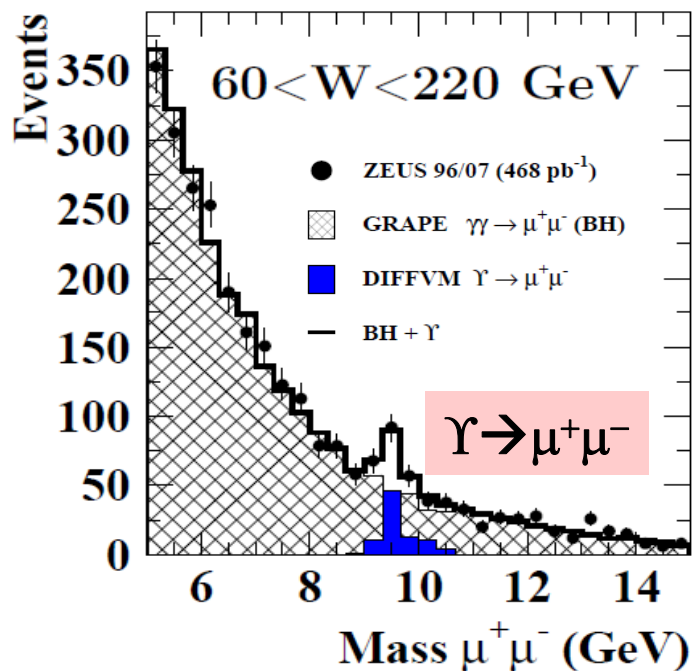 Events
350
300
250
200
150
100
50
0
60<W<220 GeV
ZEUS 96/07 (468 pb⁻¹)
GRAPE γγ → μ⁺μ⁻ (BH)
DIFFVM ϒ → μ⁺μ⁻
BH + ϒ
ϒ→μ⁺μ⁻
6 8 10 12 14
Mass μ⁺μ⁻ (GeV)